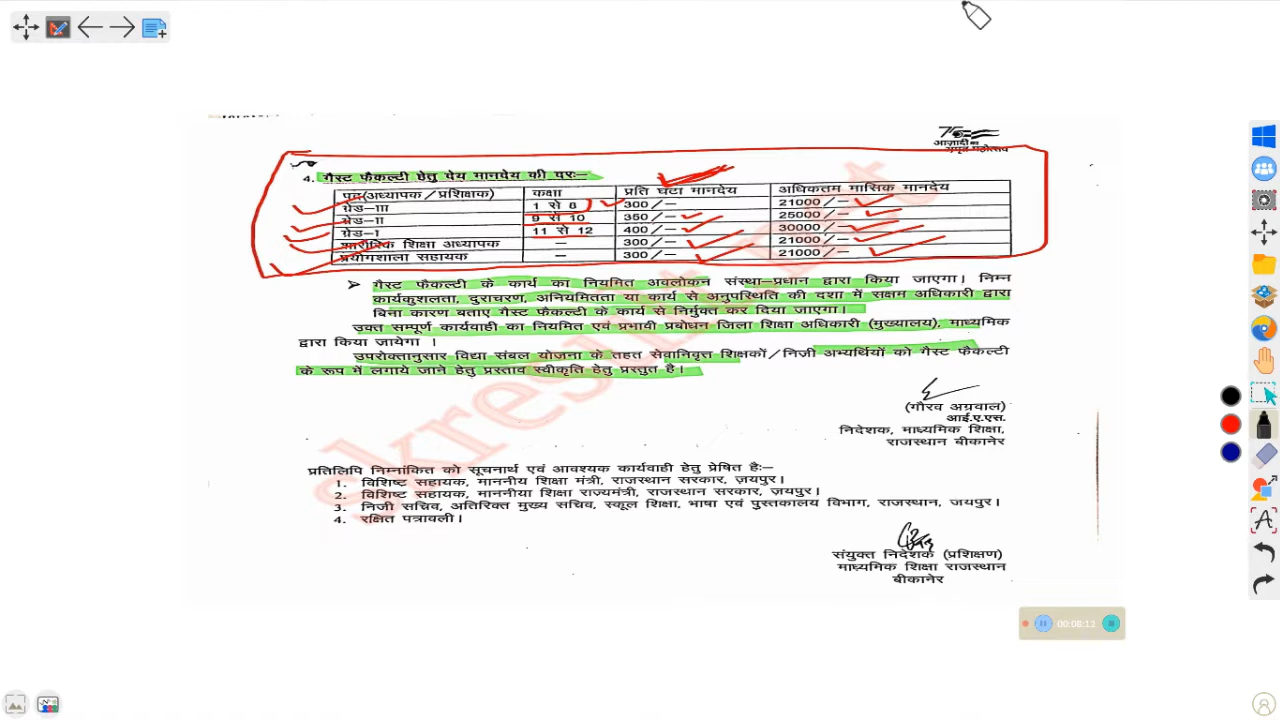 आज़ादी का
अमृत महोत्सव
4. गैस्ट फैकल्टी हेतु देय मानदेय की दरः–
पद(अध्यापक/प्रशिक्षक) कक्षा प्रति घंटा मानदेय अधिकतम मासिक मानदेय
ग्रेड–III 1 से 8 300/– 21000/–
ग्रेड–II 9 से 10 350/– 25000/–
ग्रेड–I 11 से 12 400/– 30000/–
शारीरिक शिक्षा अध्यापक – 300/– 21000/–
प्रयोगशाला सहायक – 300/– 21000/–
➤ गैस्ट फैकल्टी के कार्य का नियमित अवलोकन संस्था–प्रधान द्वारा किया जाएगा। निम्न
कार्यकुशलता, दुराचरण, अनियमितता या कार्य से अनुपस्थिति की दशा में सक्षम अधिकारी द्वारा
बिना कारण बताए गैस्ट फैकल्टी के कार्य से निर्मुक्त कर दिया जाएगा।
उक्त सम्पूर्ण कार्यवाही का नियमित एवं प्रभावी प्रबोधन जिला शिक्षा अधिकारी (मुख्यालय), माध्यमिक
द्वारा किया जायेगा ।
उपरोक्तानुसार विद्या संबल योजना के तहत सेवानिवृत्त शिक्षकों/निजी अभ्यर्थियों को गैस्ट फैकल्टी
के रूप में लगाये जाने हेतु प्रस्ताव स्वीकृति हेतु प्रस्तुत है।
(गौरव अग्रवाल)
आई.ए.एस.
निदेशक, माध्यमिक शिक्षा,
राजस्थान बीकानेर
प्रतिलिपि निम्नांकित को सूचनार्थ एवं आवश्यक कार्यवाही हेतु प्रेषित हैः–
1. विशिष्ट सहायक, माननीय शिक्षा मंत्री, राजस्थान सरकार, ज़यपुर।
2. विशिष्ट सहायक, माननीया शिक्षा राज्यमंत्री, राजस्थान सरकार, ज़यपुर।
3. निजी सचिव, अतिरिक्त मुख्य सचिव, स्कूल शिक्षा, भाषा एवं पुस्तकालय विभाग, राजस्थान, जयपुर।
4. रक्षित पत्रावली।
संयुक्त निदेशक (प्रशिक्षण)
माध्यमिक शिक्षा राजस्थान
बीकानेर
00:08:13